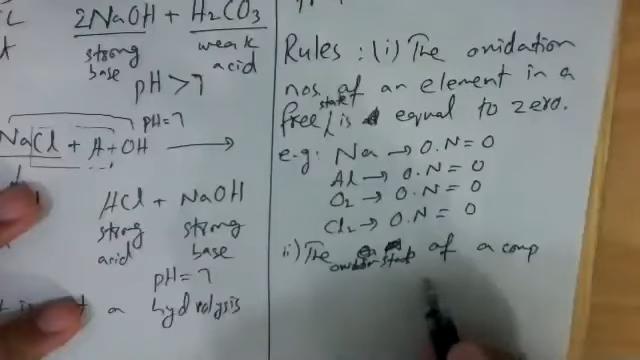 2NaOH + H2CO3
strong weak
base acid
pH > 7
pH = 7
NaCl + H + OH →
HCl + NaOH
strong strong
acid base
pH = 7
a hydrolysis
Rules : (i) The oxidation
nos. of an element in a
free state is equal to zero.
e.g: Na → O.N = 0
Al → O.N = 0
O2 → O.N = 0
Cl2 → O.N = 0
ii) The state of a comp